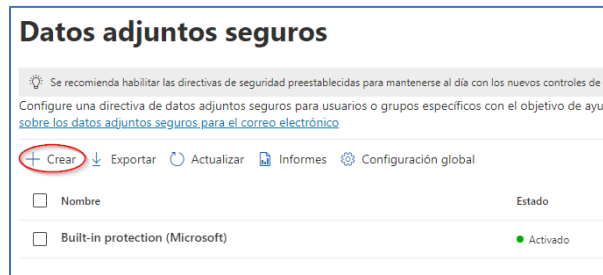 Datos adjuntos seguros
Se recomienda habilitar las directivas de seguridad preestablecidas para mantenerse al día con los nuevos controles de
Configure una directiva de datos adjuntos seguros para usuarios o grupos específicos con el objetivo de ayu
sobre los datos adjuntos seguros para el correo electrónico
Crear Exportar Actualizar Informes Configuración global
Nombre Estado
Built-in protection (Microsoft) Activado